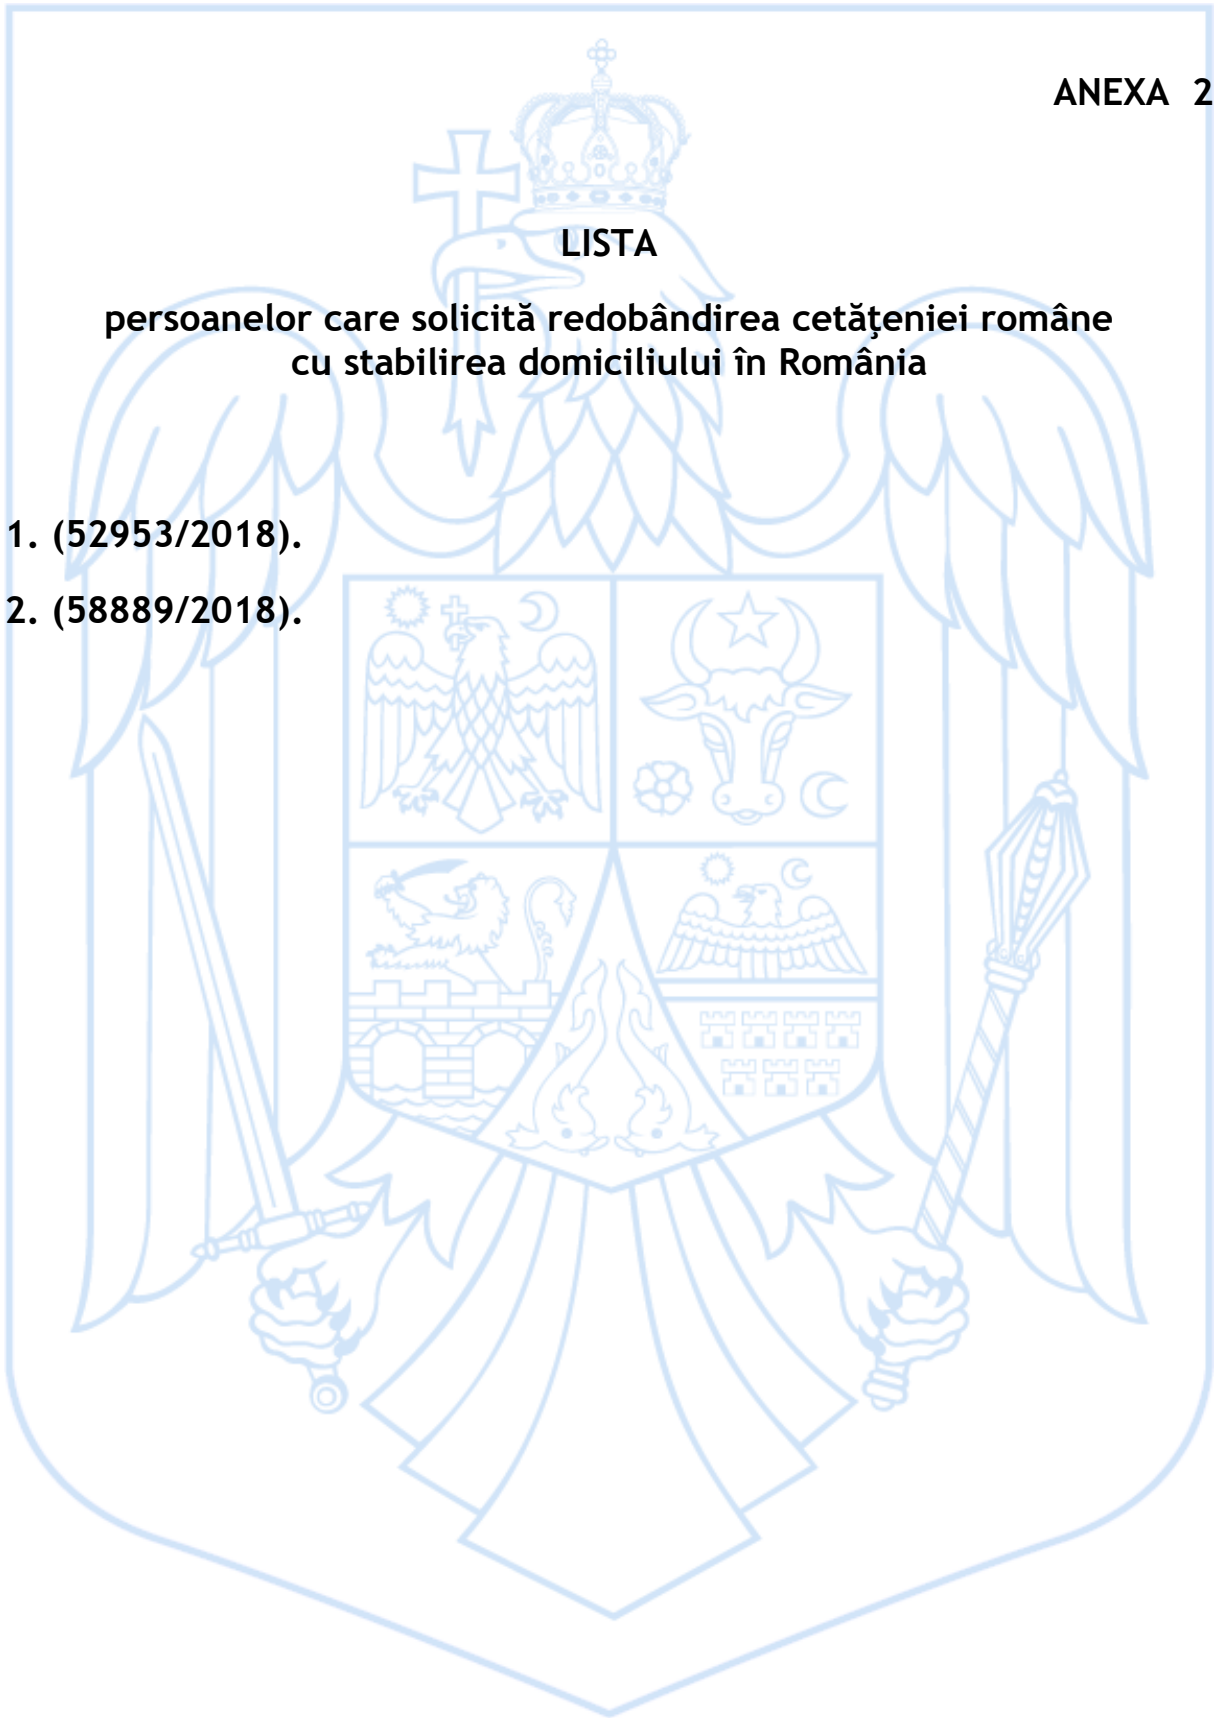 ANEXA 2
LISTA
persoanelor care solicită redobândirea cetăţeniei române
cu stabilirea domiciliului în România
1. (52953/2018).
2. (58889/2018).